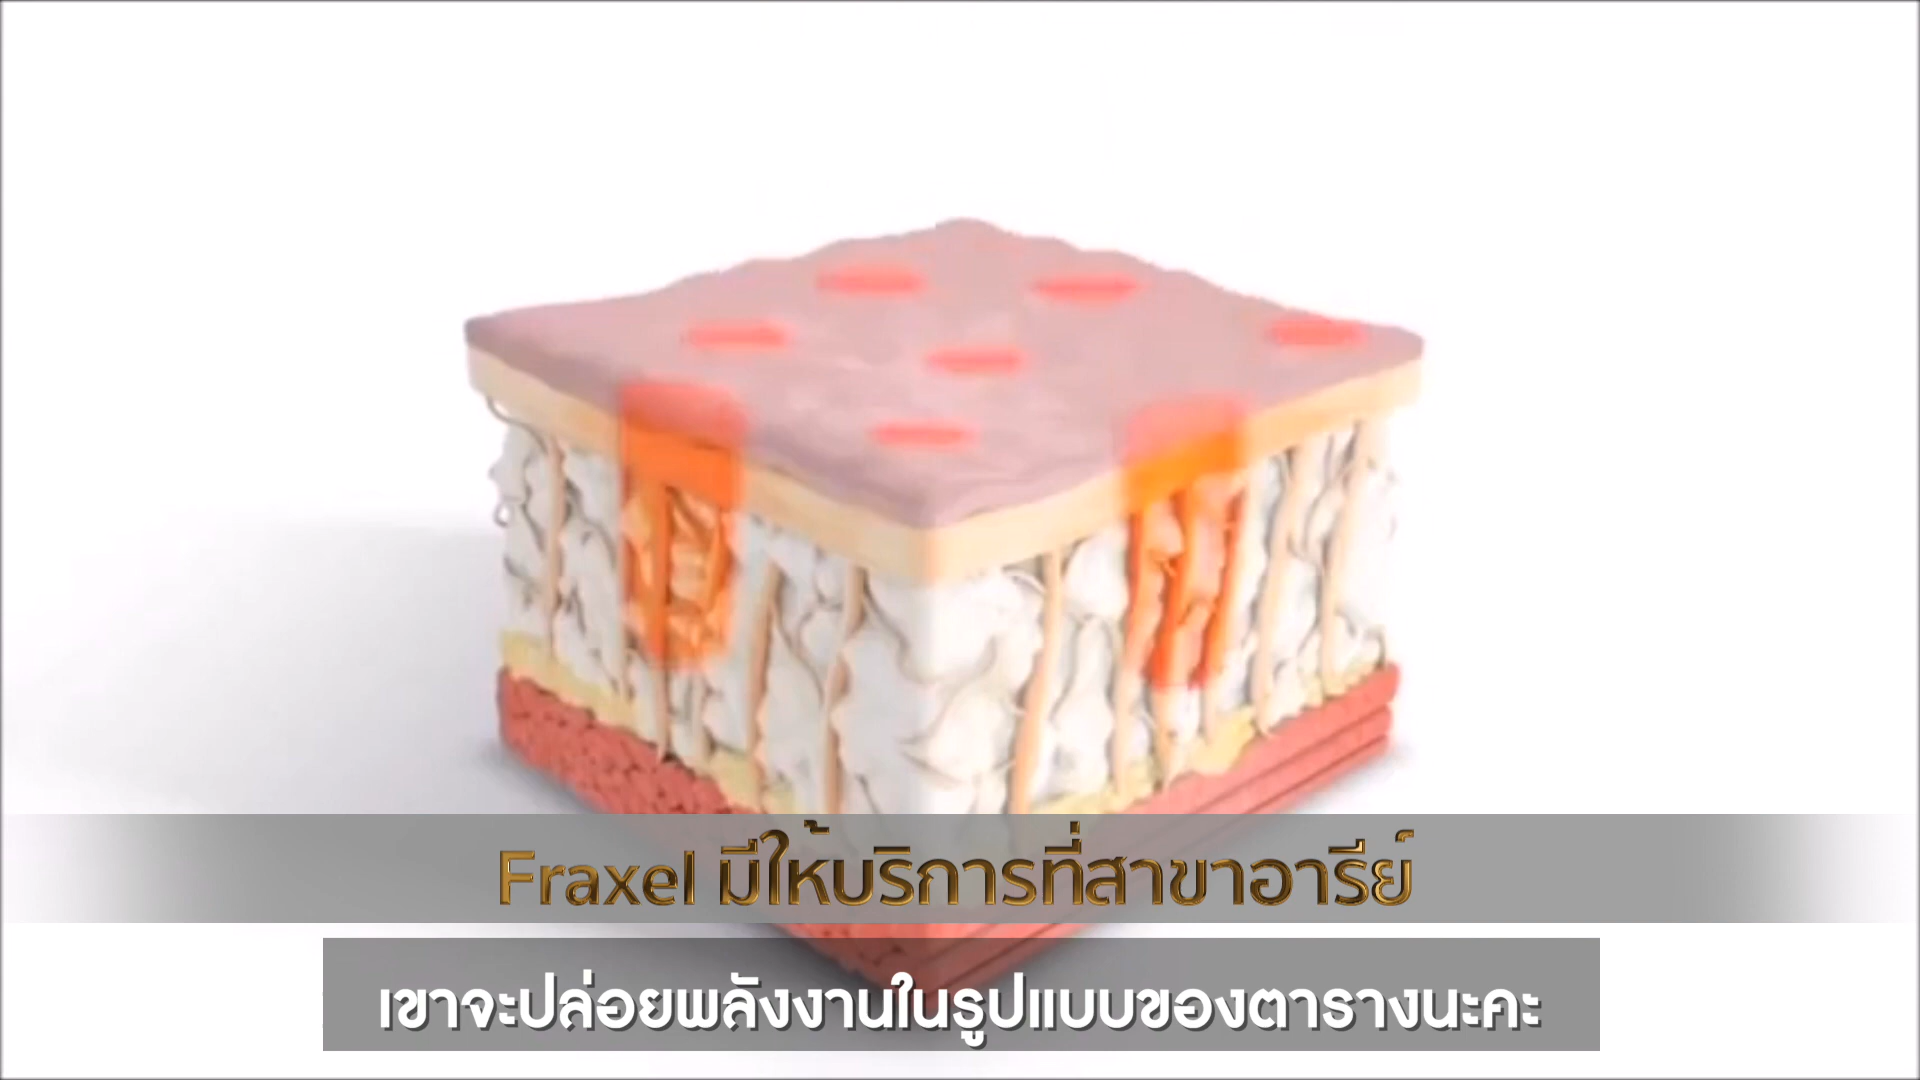 Fraxel มีให้บริการที่สาขาอารีย์
เขาจะปล่อยพลังงานในรูปแบบของตารางนะคะ